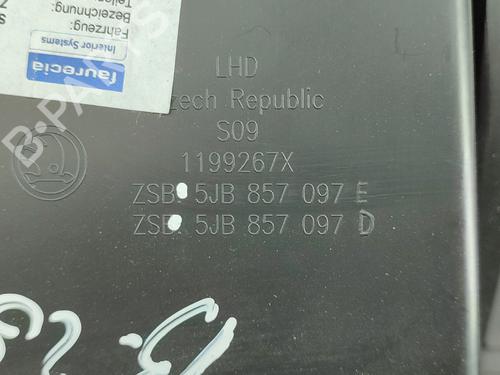 Teilen
Bezeichnung:
Fahrzeug:
Interior Systems
faurecia
LHD
zech Republic
S09
1199267X
ZSB 5JB 857 097 E
ZSB 5JB 857 097 D
B-PARTS